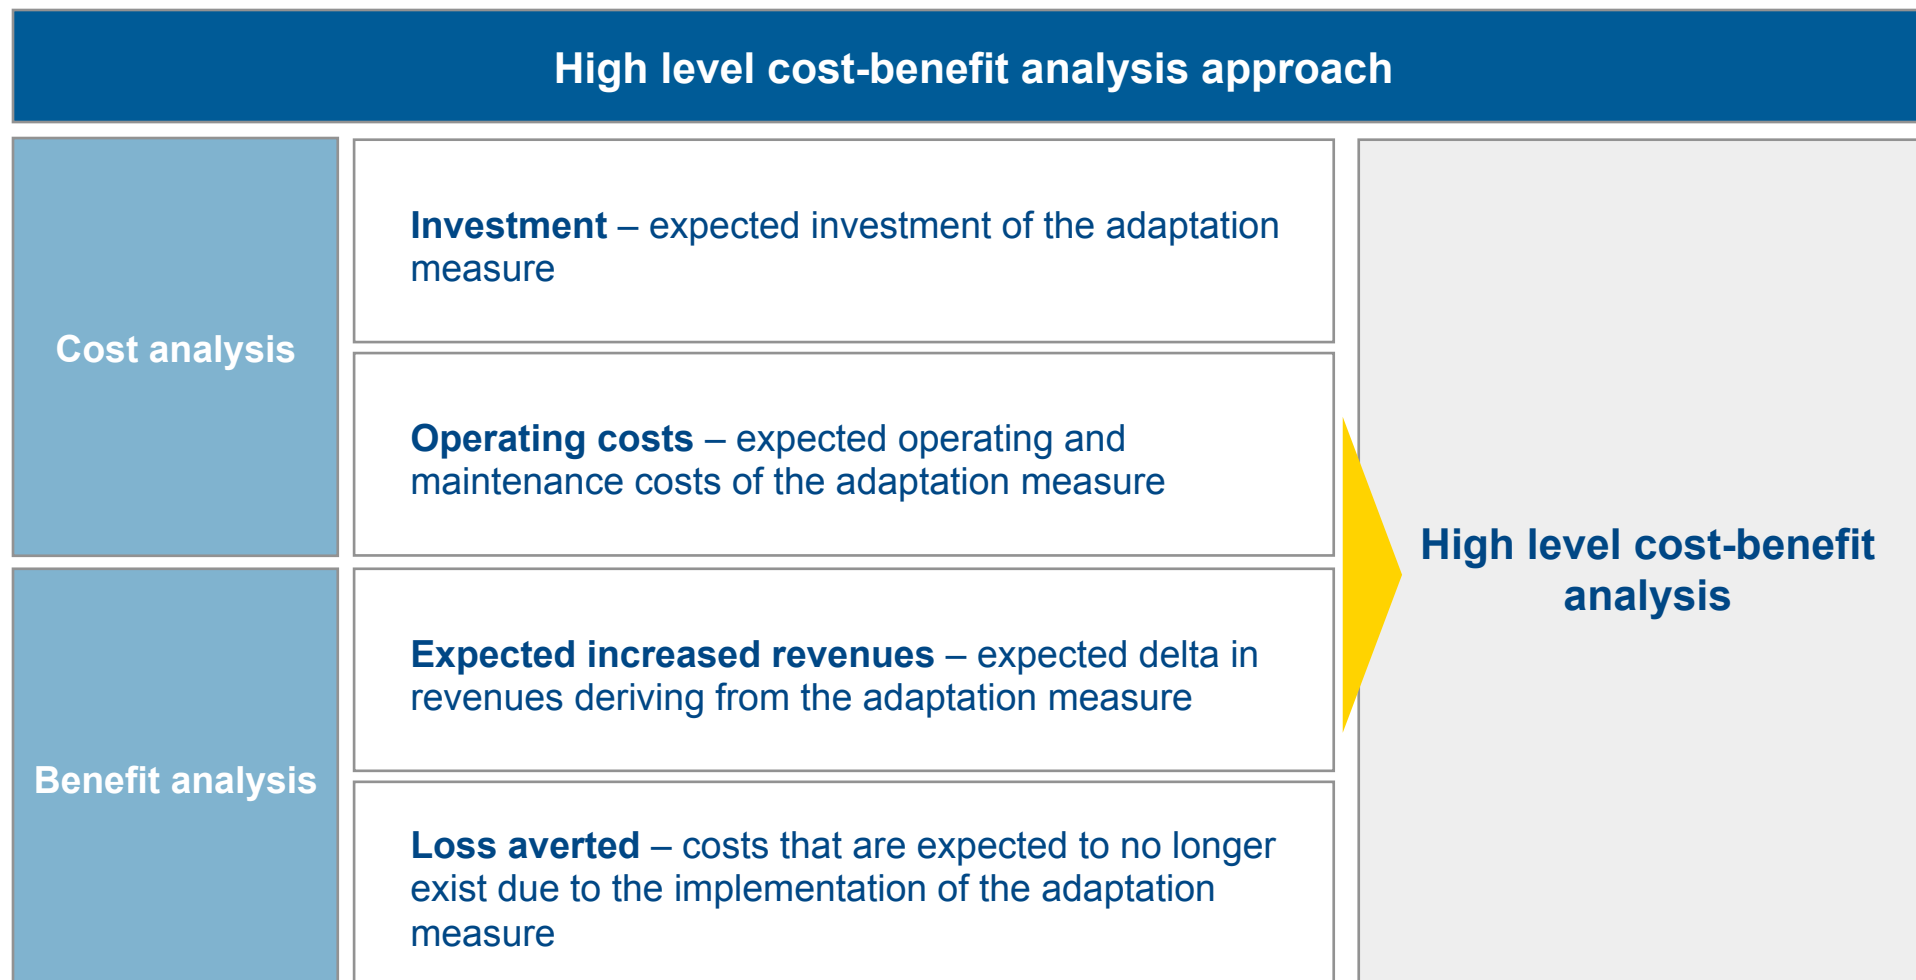 High level cost-benefit analysis approach
Cost analysis
Investment – expected investment of the adaptation
measure
Operating costs – expected operating and
maintenance costs of the adaptation measure
Benefit analysis
Expected increased revenues – expected delta in
revenues deriving from the adaptation measure
Loss averted – costs that are expected to no longer
exist due to the implementation of the adaptation
measure
High level cost-benefit
analysis